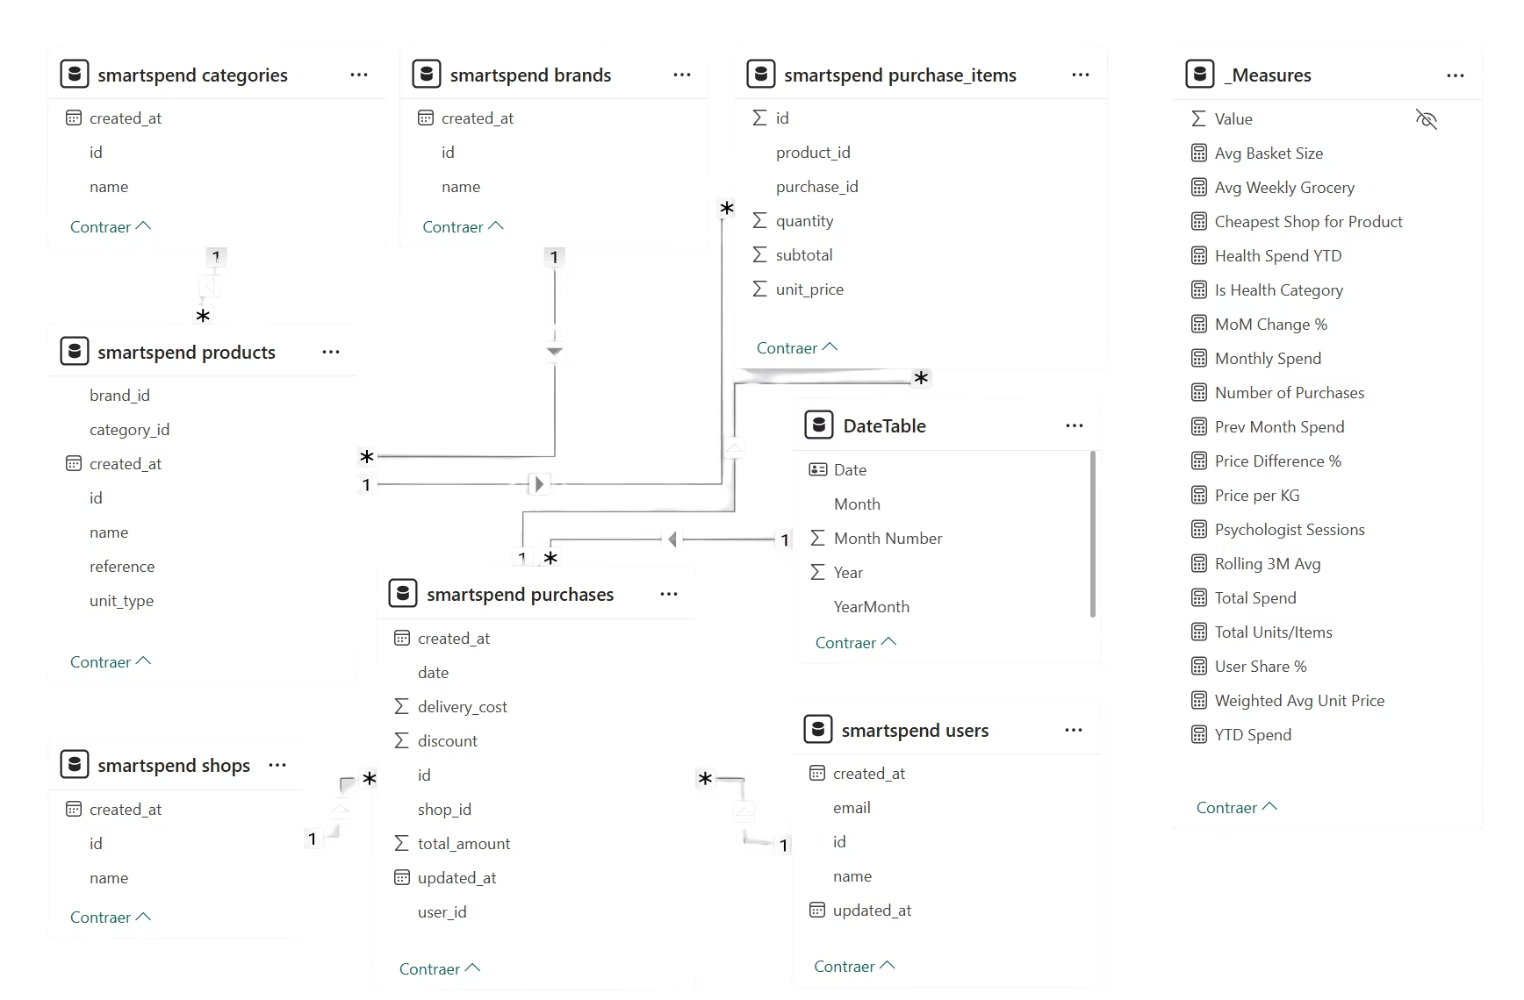 smartspend categories ...
created_at
id
name
Contraer
1
*
smartspend brands ...
created_at
id
name
Contraer
1
smartspend purchase_items ...
id
product_id
purchase_id
quantity
subtotal
unit_price
Contraer
*
*
smartspend products ...
brand_id
category_id
created_at
id
name
reference
unit_type
Contraer
*
1
DateTable ...
Date
Month
Month Number
Year
YearMonth
Contraer
1
1 *
smartspend purchases ...
created_at
date
delivery_cost
discount
id
shop_id
total_amount
updated_at
user_id
Contraer
smartspend shops ...
created_at
id
name
Contraer
*
1
smartspend users ...
created_at
email
id
name
updated_at
Contraer
*
1
_Measures ...
Value
Avg Basket Size
Avg Weekly Grocery
Cheapest Shop for Product
Health Spend YTD
Is Health Category
MoM Change %
Monthly Spend
Number of Purchases
Prev Month Spend
Price Difference %
Price per KG
Psychologist Sessions
Rolling 3M Avg
Total Spend
Total Units/Items
User Share %
Weighted Avg Unit Price
YTD Spend
Contraer